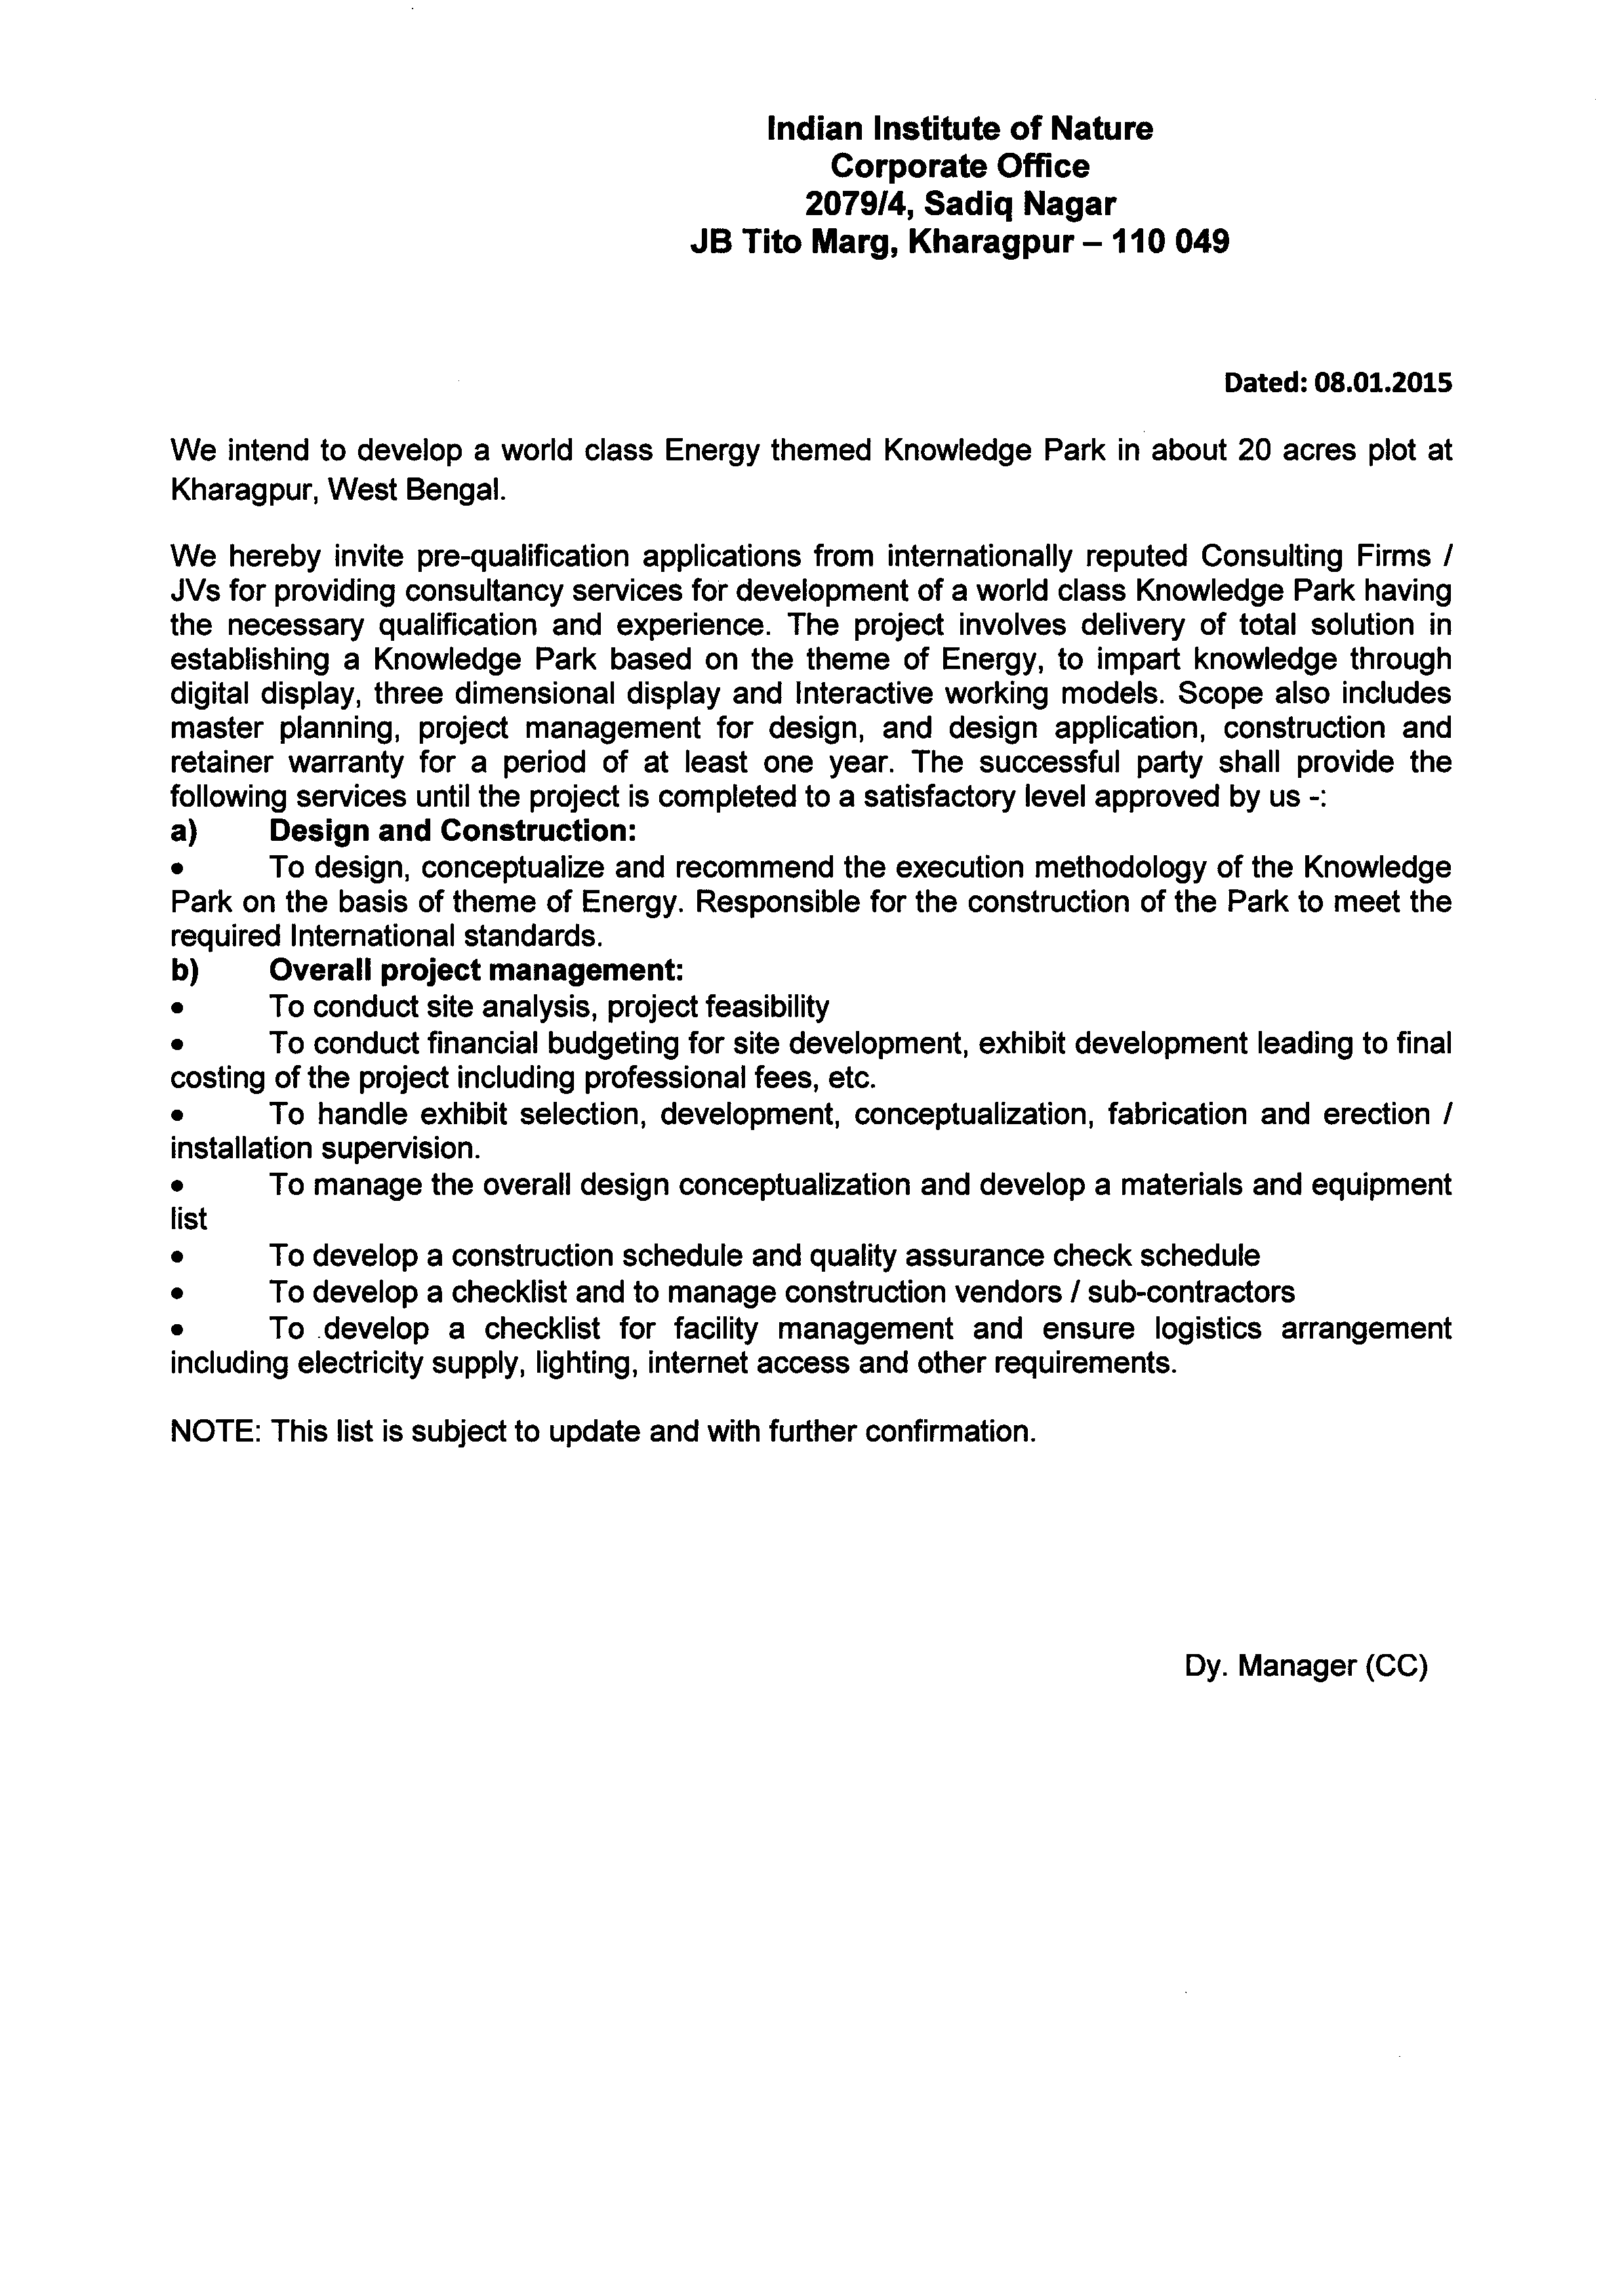 Indian Institute of Nature
Corporate Office
2079/4, Sadiq Nagar
JB Tito Marg, Kharagpur – 110 049
Dated: 08.01.2015
We intend to develop a world class Energy themed Knowledge Park in about 20 acres plot at
Kharagpur, West Bengal.
We hereby invite pre-qualification applications from internationally reputed Consulting Firms /
JVs for providing consultancy services for development of a world class Knowledge Park having
the necessary qualification and experience. The project involves delivery of total solution in
establishing a Knowledge Park based on the theme of Energy, to impart knowledge through
digital display, three dimensional display and Interactive working models. Scope also includes
master planning, project management for design, and design application, construction and
retainer warranty for a period of at least one year. The successful party shall provide the
following services until the project is completed to a satisfactory level approved by us -:
a) Design and Construction:
• To design, conceptualize and recommend the execution methodology of the Knowledge
Park on the basis of theme of Energy. Responsible for the construction of the Park to meet the
required International standards.
b) Overall project management:
• To conduct site analysis, project feasibility
• To conduct financial budgeting for site development, exhibit development leading to final
costing of the project including professional fees, etc.
• To handle exhibit selection, development, conceptualization, fabrication and erection /
installation supervision.
• To manage the overall design conceptualization and develop a materials and equipment
list
• To develop a construction schedule and quality assurance check schedule
• To develop a checklist and to manage construction vendors / sub-contractors
• To develop a checklist for facility management and ensure logistics arrangement
including electricity supply, lighting, internet access and other requirements.
NOTE: This list is subject to update and with further confirmation.
Dy. Manager (CC)